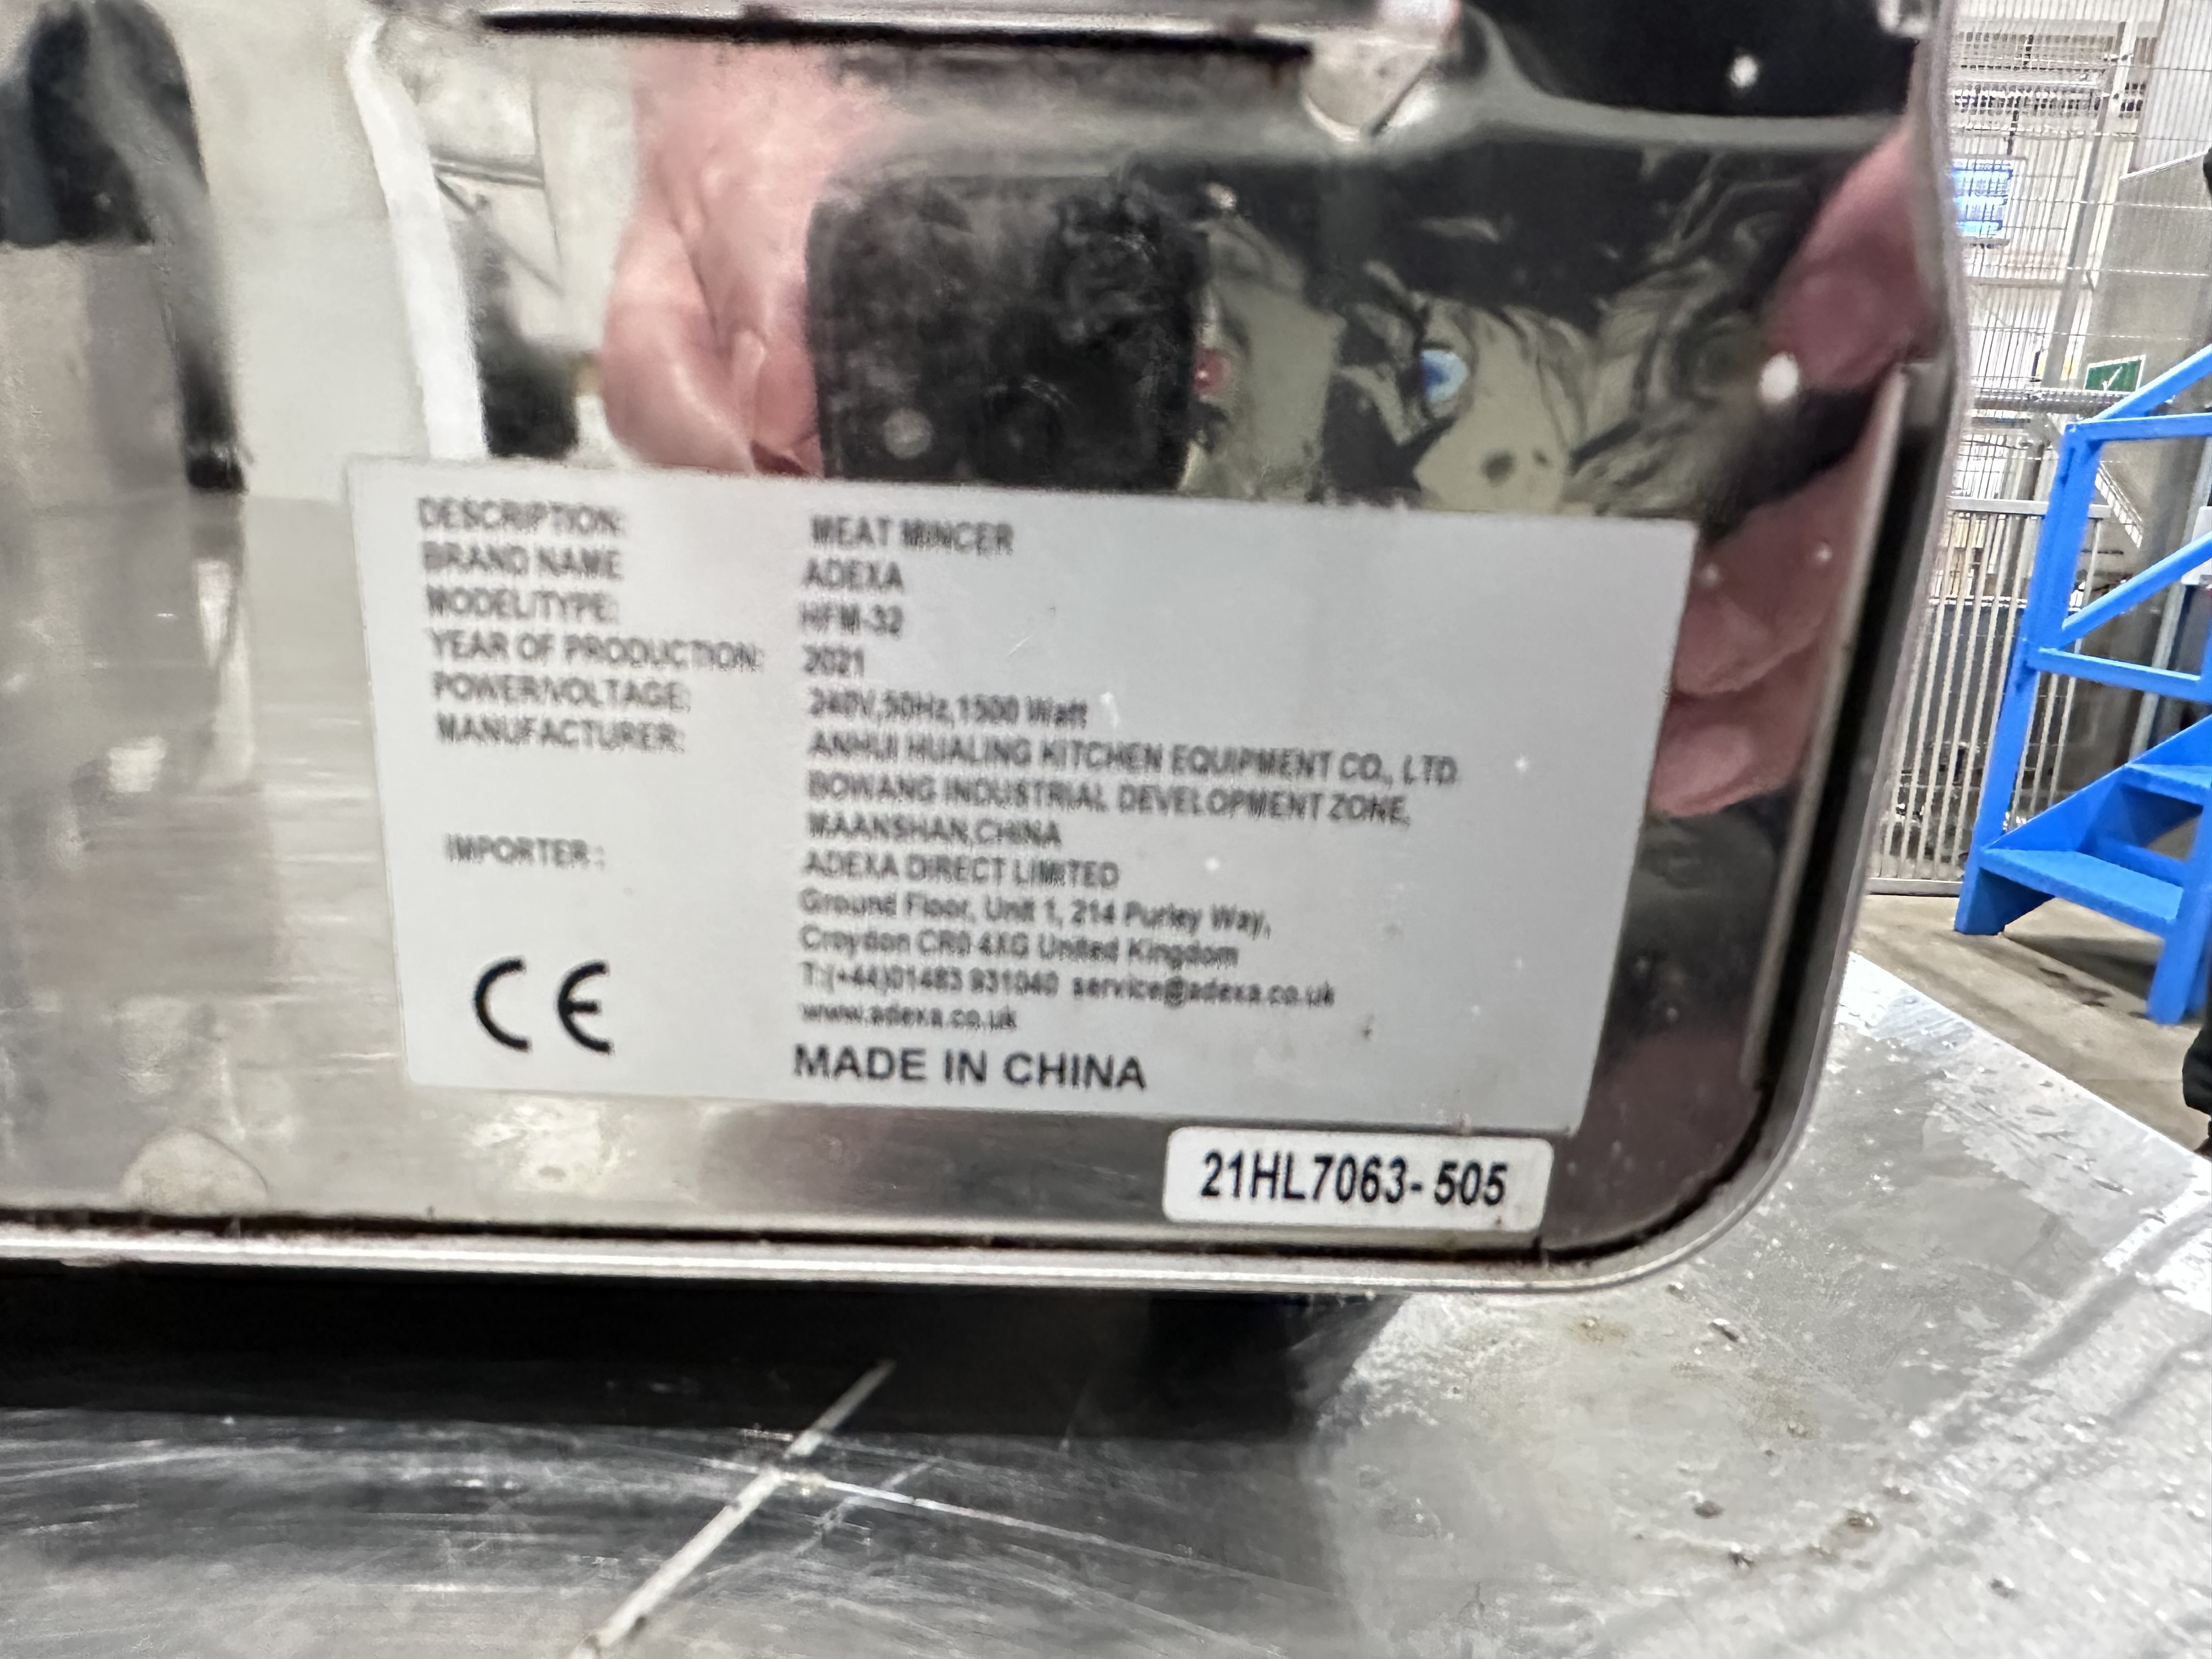 DESCRIPTION: MEAT MINCER
BRAND NAME ADEXA
MODEL/TYPE: HFM-32
YEAR OF PRODUCTION: 2021
POWER/VOLTAGE: 240V,50Hz,1500 Watt
MANUFACTURER: ANHUI HUALING KITCHEN EQUIPMENT CO., LTD.
BOWANG INDUSTRIAL DEVELOPMENT ZONE,
MAANSHAN,CHINA
IMPORTER: ADEXA DIRECT LIMITED
Ground Floor, Unit 1, 214 Purley Way,
Croydon CR0 4XG United Kingdom
T:(+44)01483 931040 service@adexa.co.uk
www.adexa.co.uk
CE
MADE IN CHINA
21HL7063-505